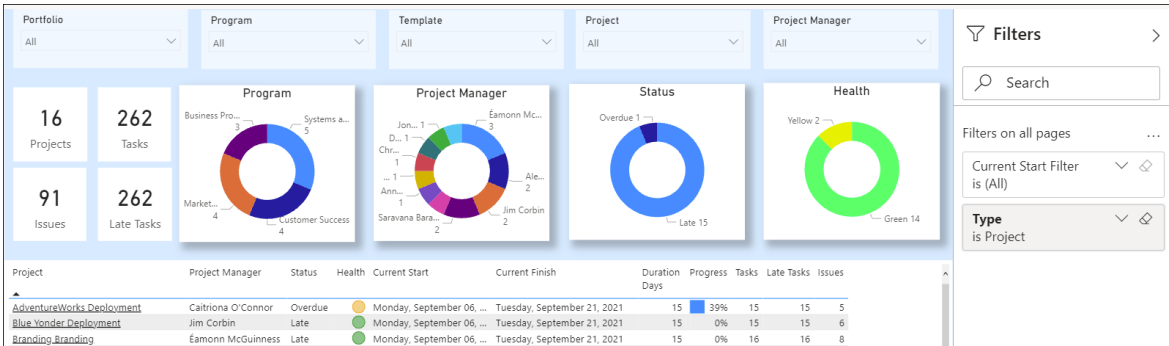 Portfolio Program Template Project Project Manager
All All All All All
Filters
Search
Filters on all pages ...
Current Start Filter
is (All)
Type
is Project
16
Projects
262
Tasks
91
Issues
262
Late Tasks
Program
Business Pro...
3
Systems a...
5
Market...
4
Customer Success
4
Project Manager
Jon... 1
Éamonn Mc...
3
D... 1
Chr...
1
... 1
Ale...
2
Ann...
1
Jim Corbin
2
Saravana Bara...
2
Status
Overdue 1
Late 15
Health
Yellow 2
Green 14
Project Project Manager Status Health Current Start Current Finish Duration Days Progress Tasks Late Tasks Issues
AdventureWorks Deployment Caitriona O'Connor Overdue Monday, September 06, ... Tuesday, September 21, 2021 15 39% 15 15 5
Blue Yonder Deployment Jim Corbin Late Monday, September 06, ... Tuesday, September 21, 2021 15 0% 15 15 6
Branding Branding Éamonn McGuinness Late Monday, September 06, ... Tuesday, September 21, 2021 15 0% 16 16 8